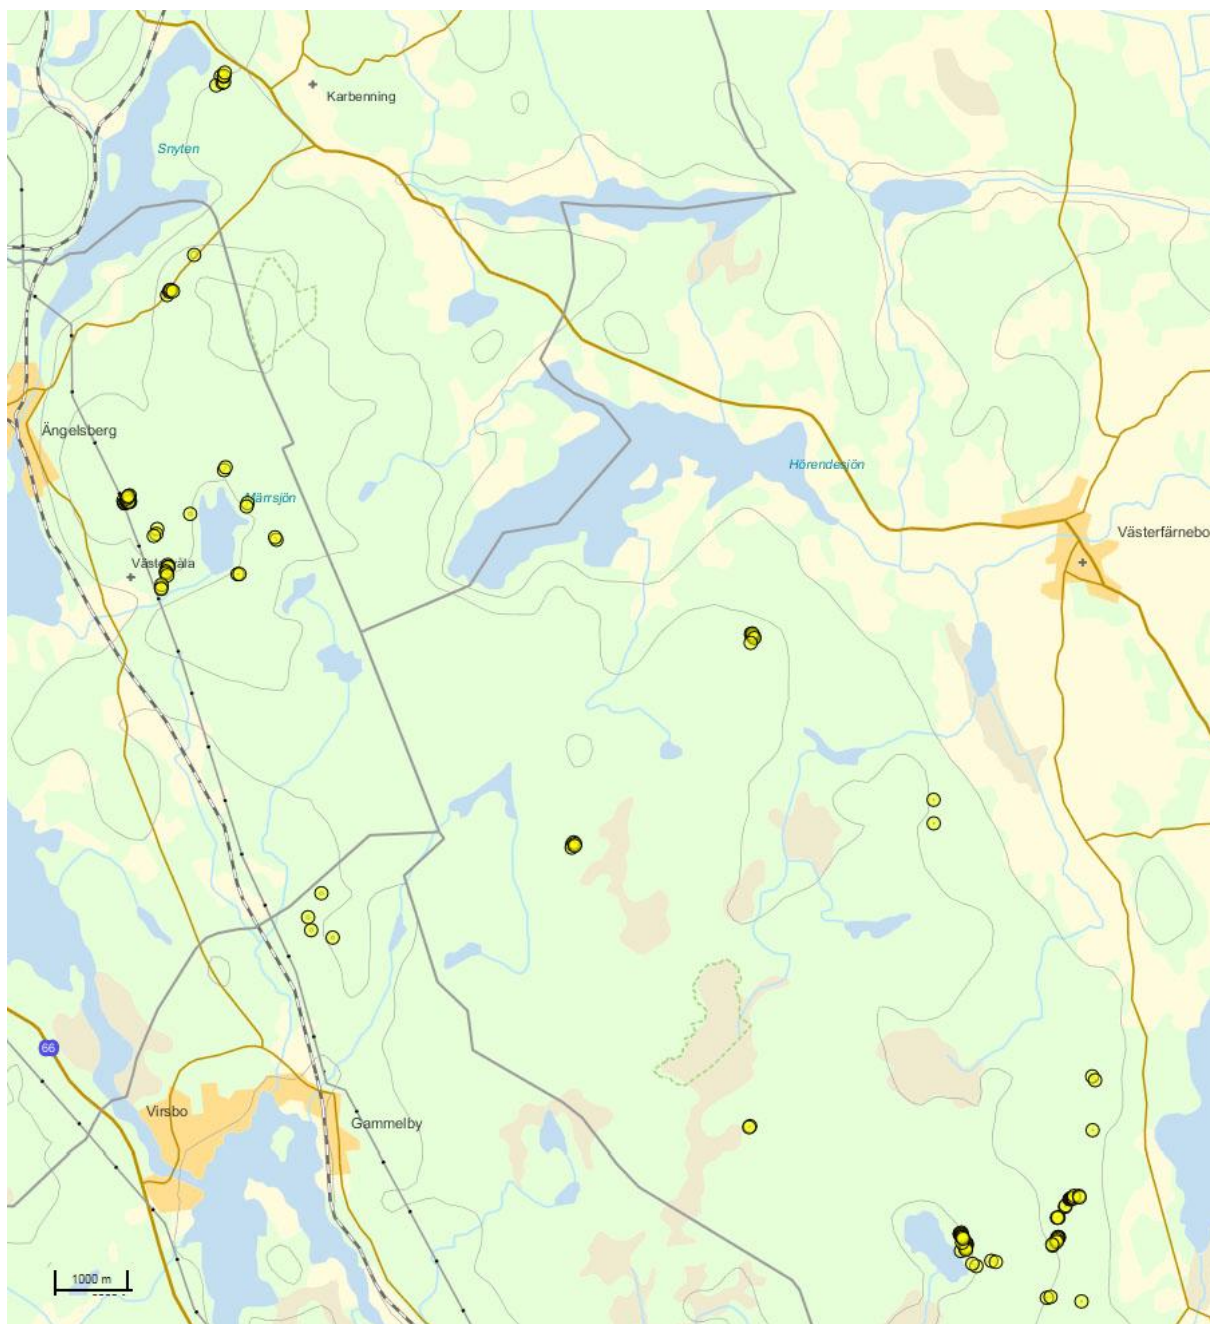 Karbenning
Snyten
Ängelsberg
Hörendesjön
Märrsjön
Västerfärnebo
Västervåla
66
Virsbo
Gammelby
1000 m